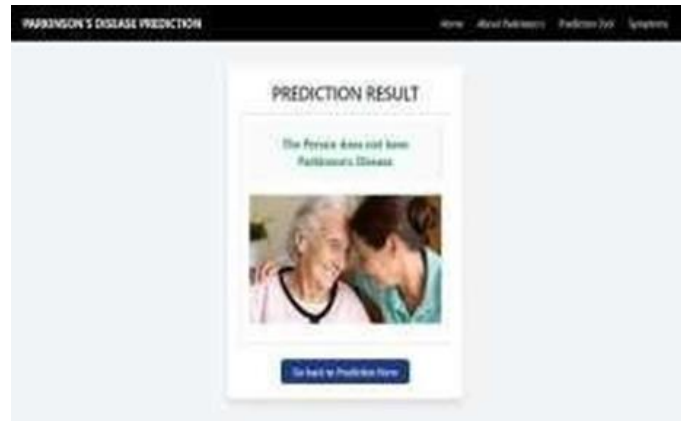 PARKINSON'S DISEASE PREDICTION
Home About Parkinson's Prediction Tool Symptoms
PREDICTION RESULT
The Person does not have
Parkinson's Disease
Go back to Prediction Form